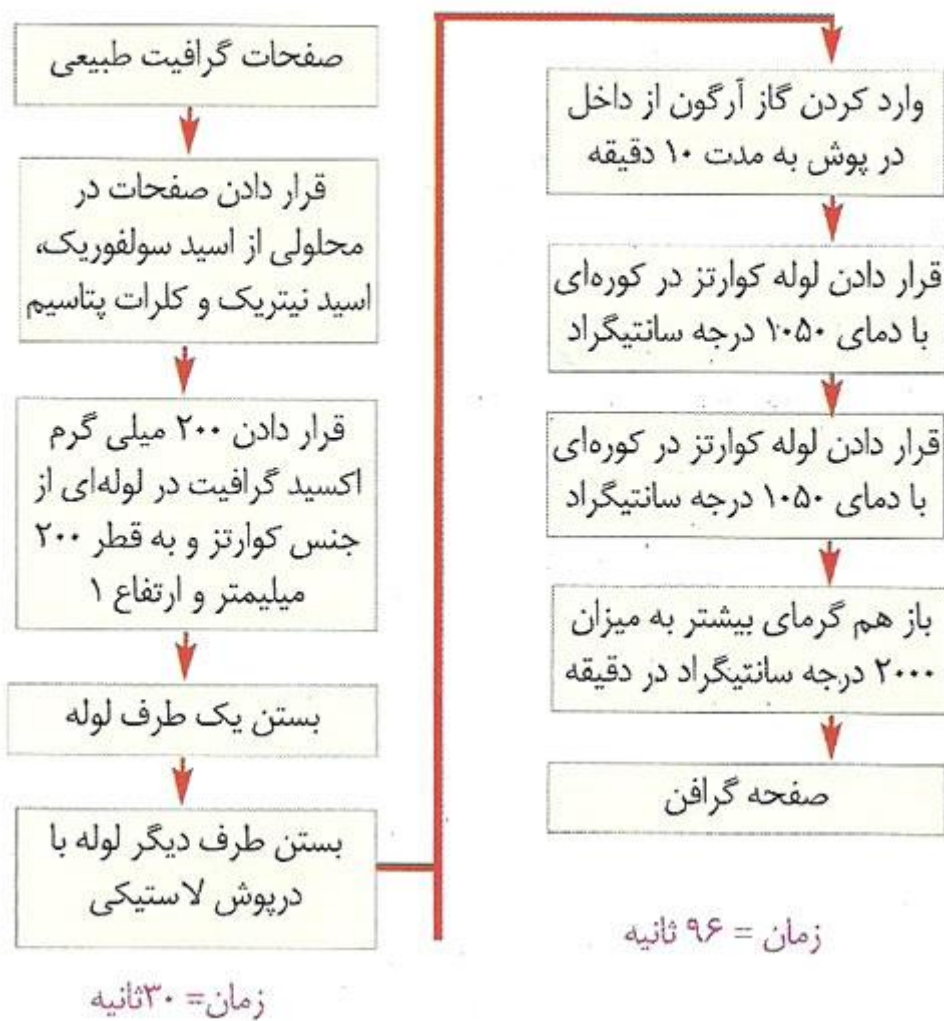 صفحات گرافیت طبیعی
قرار دادن صفحات در
محلولی از اسید سولفوریک،
اسید نیتریک و کلرات پتاسیم
قرار دادن ۲۰۰ میلی گرم
اکسید گرافیت در لوله‌ای از
جنس کوارتز و به قطر ۲۰۰
میلیمتر و ارتفاع ۱
بستن یک طرف لوله
بستن طرف دیگر لوله با
درپوش لاستیکی
زمان= ۳۰ثانیه
وارد کردن گاز آرگون از داخل
در پوش به مدت ۱۰ دقیقه
قرار دادن لوله کوارتز در کوره‌ای
با دمای ۱۰۵۰ درجه سانتیگراد
قرار دادن لوله کوارتز در کوره‌ای
با دمای ۱۰۵۰ درجه سانتیگراد
باز هم گرمای بیشتر به میزان
۲۰۰۰ درجه سانتیگراد در دقیقه
صفحه گرافن
زمان = ۹۶ ثانیه